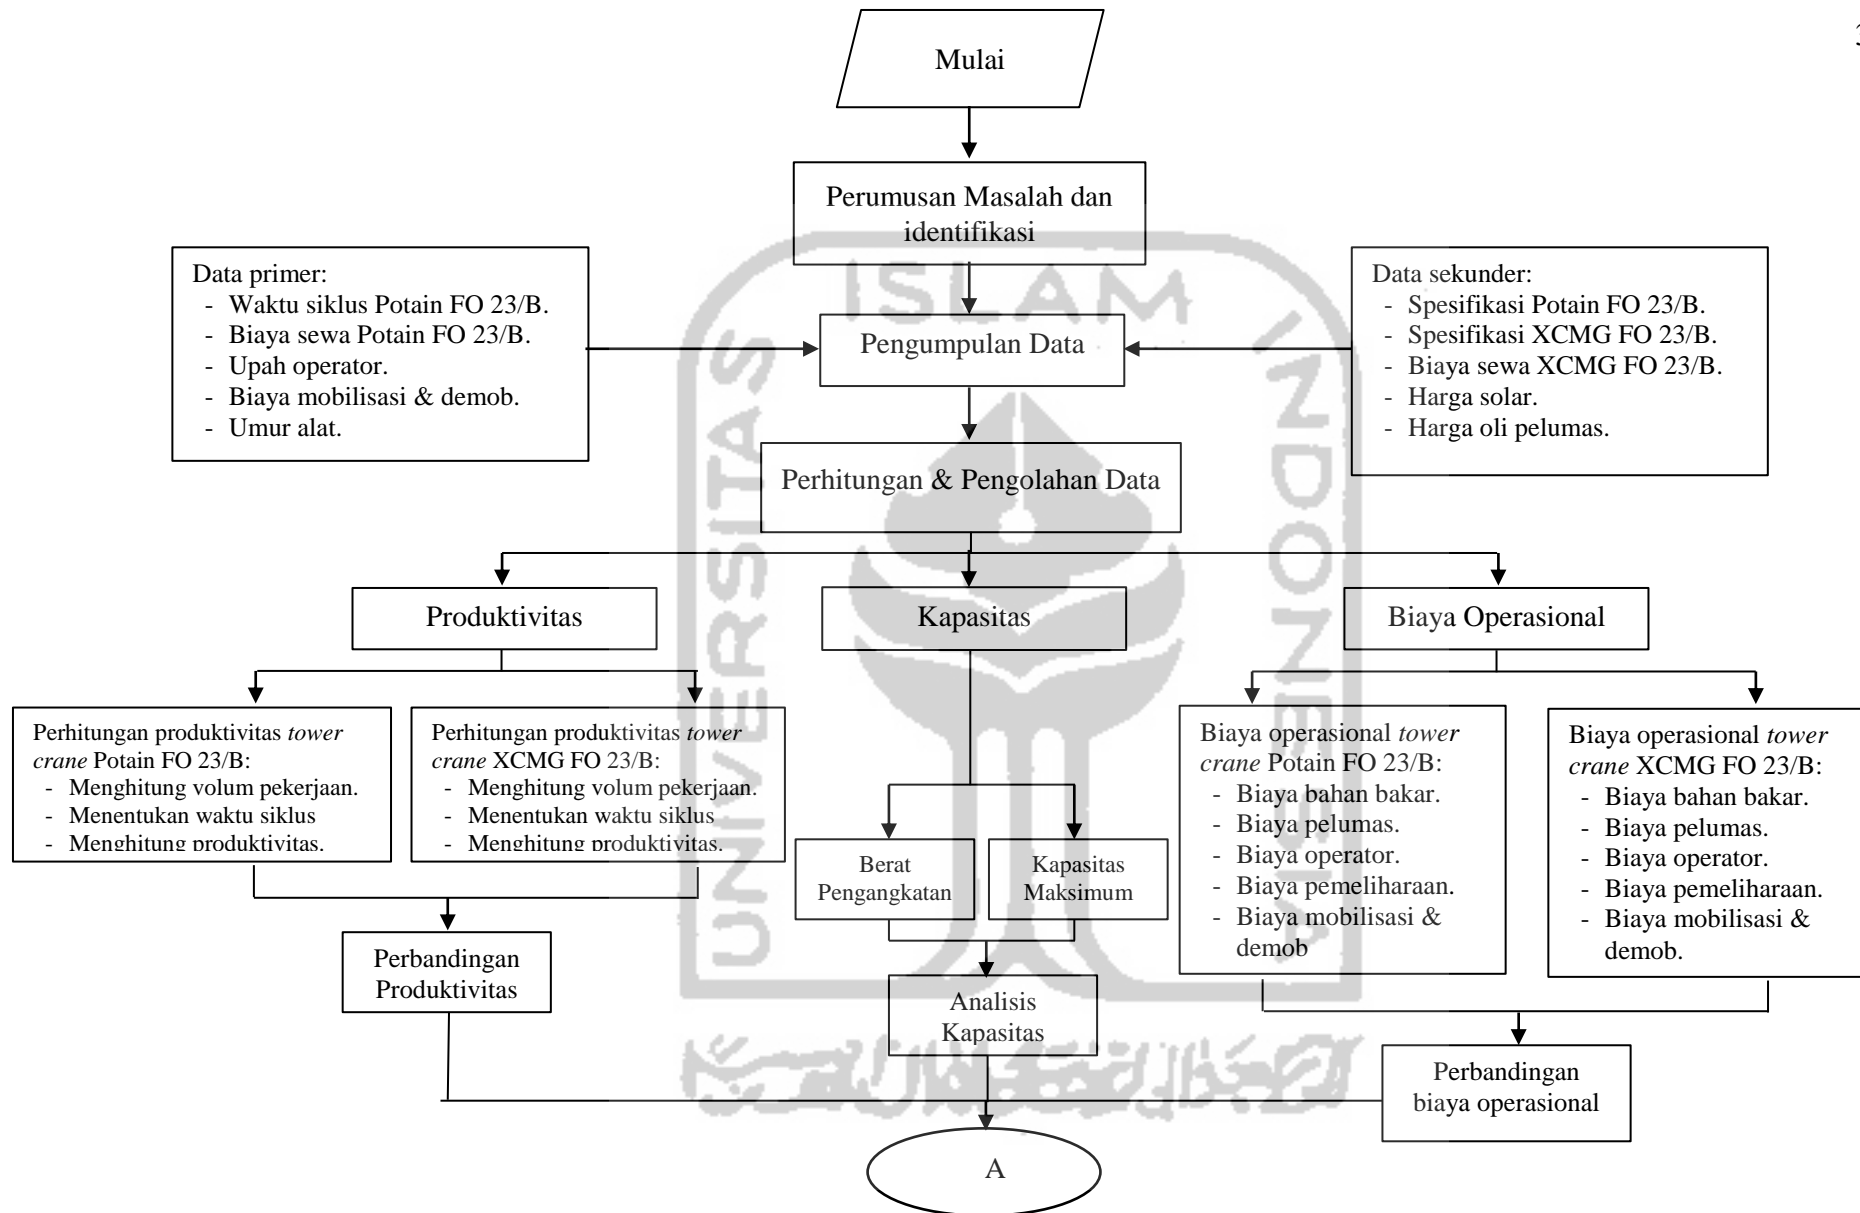 3
Mulai
Perumusan Masalah dan
identifikasi
Data primer:
- Waktu siklus Potain FO 23/B.
- Biaya sewa Potain FO 23/B.
- Upah operator.
- Biaya mobilisasi & demob.
- Umur alat.
Pengumpulan Data
Data sekunder:
- Spesifikasi Potain FO 23/B.
- Spesifikasi XCMG FO 23/B.
- Biaya sewa XCMG FO 23/B.
- Harga solar.
- Harga oli pelumas.
Perhitungan & Pengolahan Data
Produktivitas
Kapasitas
Biaya Operasional
Perhitungan produktivitas tower
crane Potain FO 23/B:
- Menghitung volum pekerjaan.
- Menentukan waktu siklus
- Menghitung produktivitas.
Perhitungan produktivitas tower
crane XCMG FO 23/B:
- Menghitung volum pekerjaan.
- Menentukan waktu siklus
- Menghitung produktivitas.
Berat
Pengangkatan
Kapasitas
Maksimum
Biaya operasional tower
crane Potain FO 23/B:
- Biaya bahan bakar.
- Biaya pelumas.
- Biaya operator.
- Biaya pemeliharaan.
- Biaya mobilisasi &
demob
Biaya operasional tower
crane XCMG FO 23/B:
- Biaya bahan bakar.
- Biaya pelumas.
- Biaya operator.
- Biaya pemeliharaan.
- Biaya mobilisasi &
demob.
Perbandingan
Produktivitas
Analisis
Kapasitas
Perbandingan
biaya operasional
A
UNIVERSITAS
ISLAM
INDONESIA